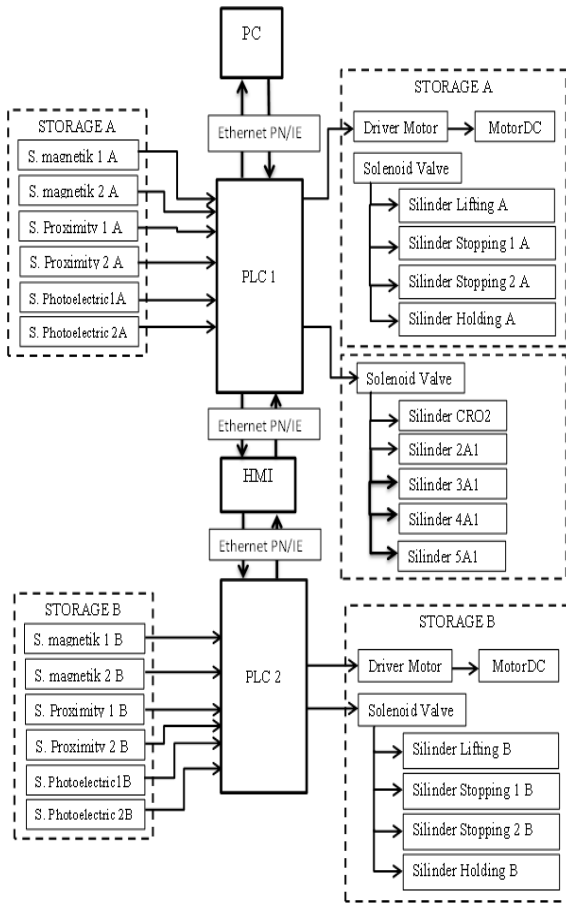 PC
Ethernet PN/IE
STORAGE A
S. magnetik 1 A
S. magnetik 2 A
S. Proximity 1 A
S. Proximity 2 A
S. Photoelectric1A
S. Photoelectric 2A
PLC 1
STORAGE A
Driver Motor
MotorDC
Solenoid Valve
Silinder Lifting A
Silinder Stopping 1 A
Silinder Stopping 2 A
Silinder Holding A
Solenoid Valve
Silinder CRO2
Silinder 2A1
Silinder 3A1
Silinder 4A1
Silinder 5A1
Ethernet PN/IE
HMI
Ethernet PN/IE
STORAGE B
S. magnetik 1 B
S. magnetik 2 B
S. Proximity 1 B
S. Proximity 2 B
S. Photoelectric1B
S. Photoelectric 2B
PLC 2
STORAGE B
Driver Motor
MotorDC
Solenoid Valve
Silinder Lifting B
Silinder Stopping 1 B
Silinder Stopping 2 B
Silinder Holding B